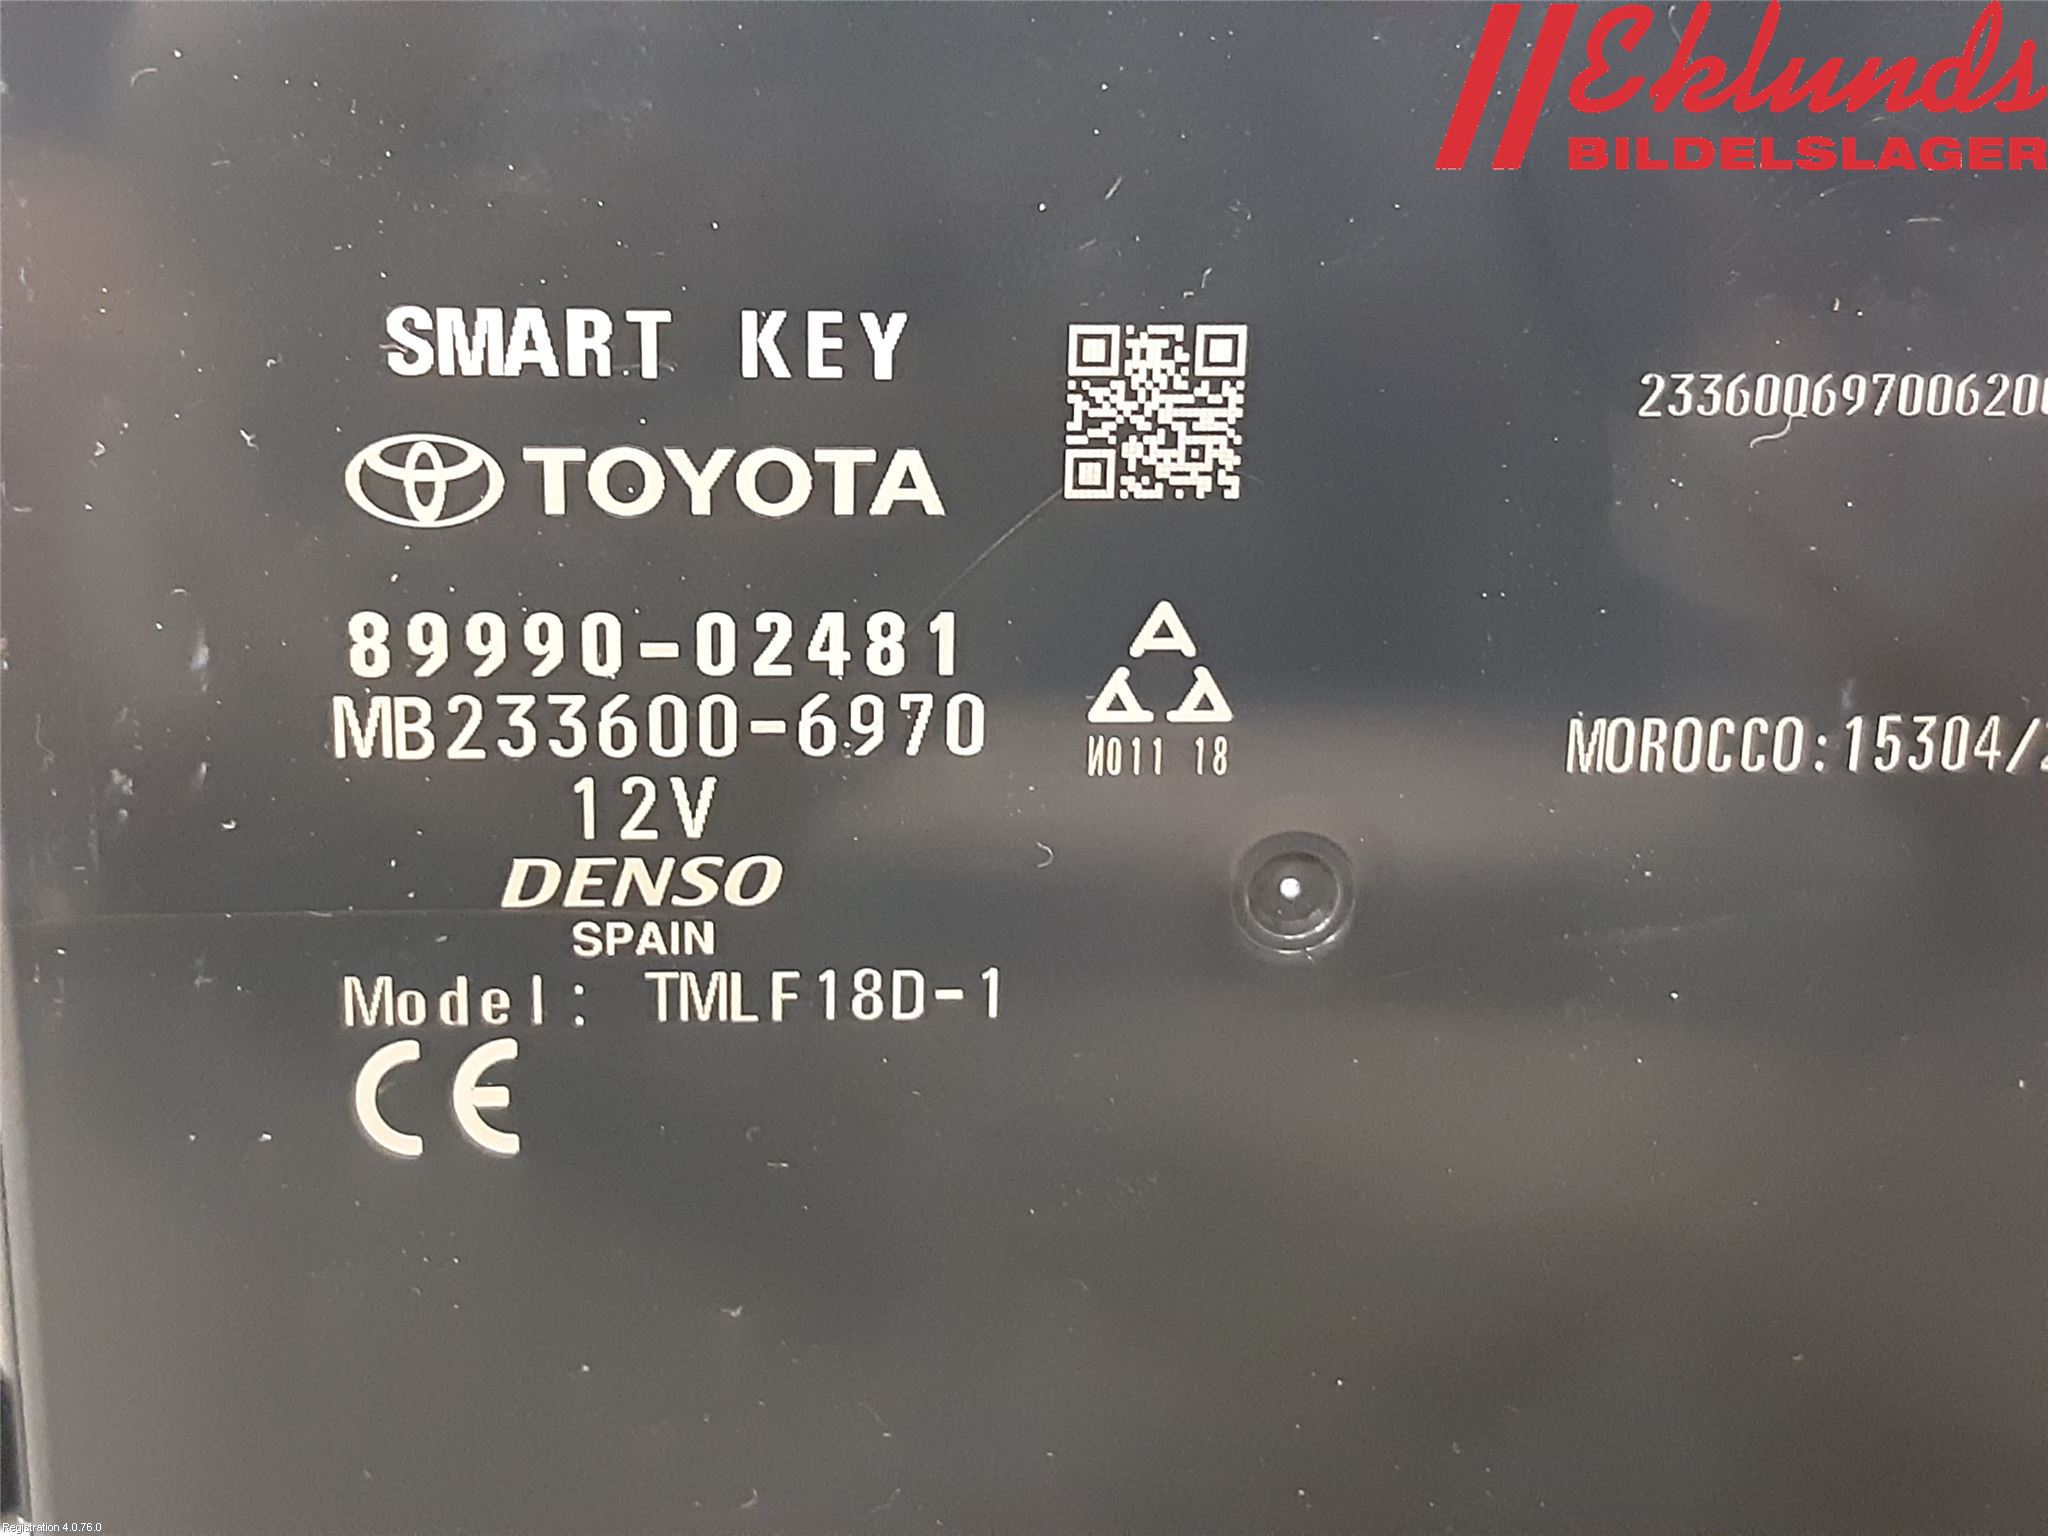 Eklunds
BILDELSLAGER
SMART KEY
TOYOTA
89990-02481
MB233600-6970
12V
DENSO
SPAIN
Model: TMLF18D-1
CE
ИО11 18
2336006970062
MOROCCO:15304/
Registration 4.0.76.0